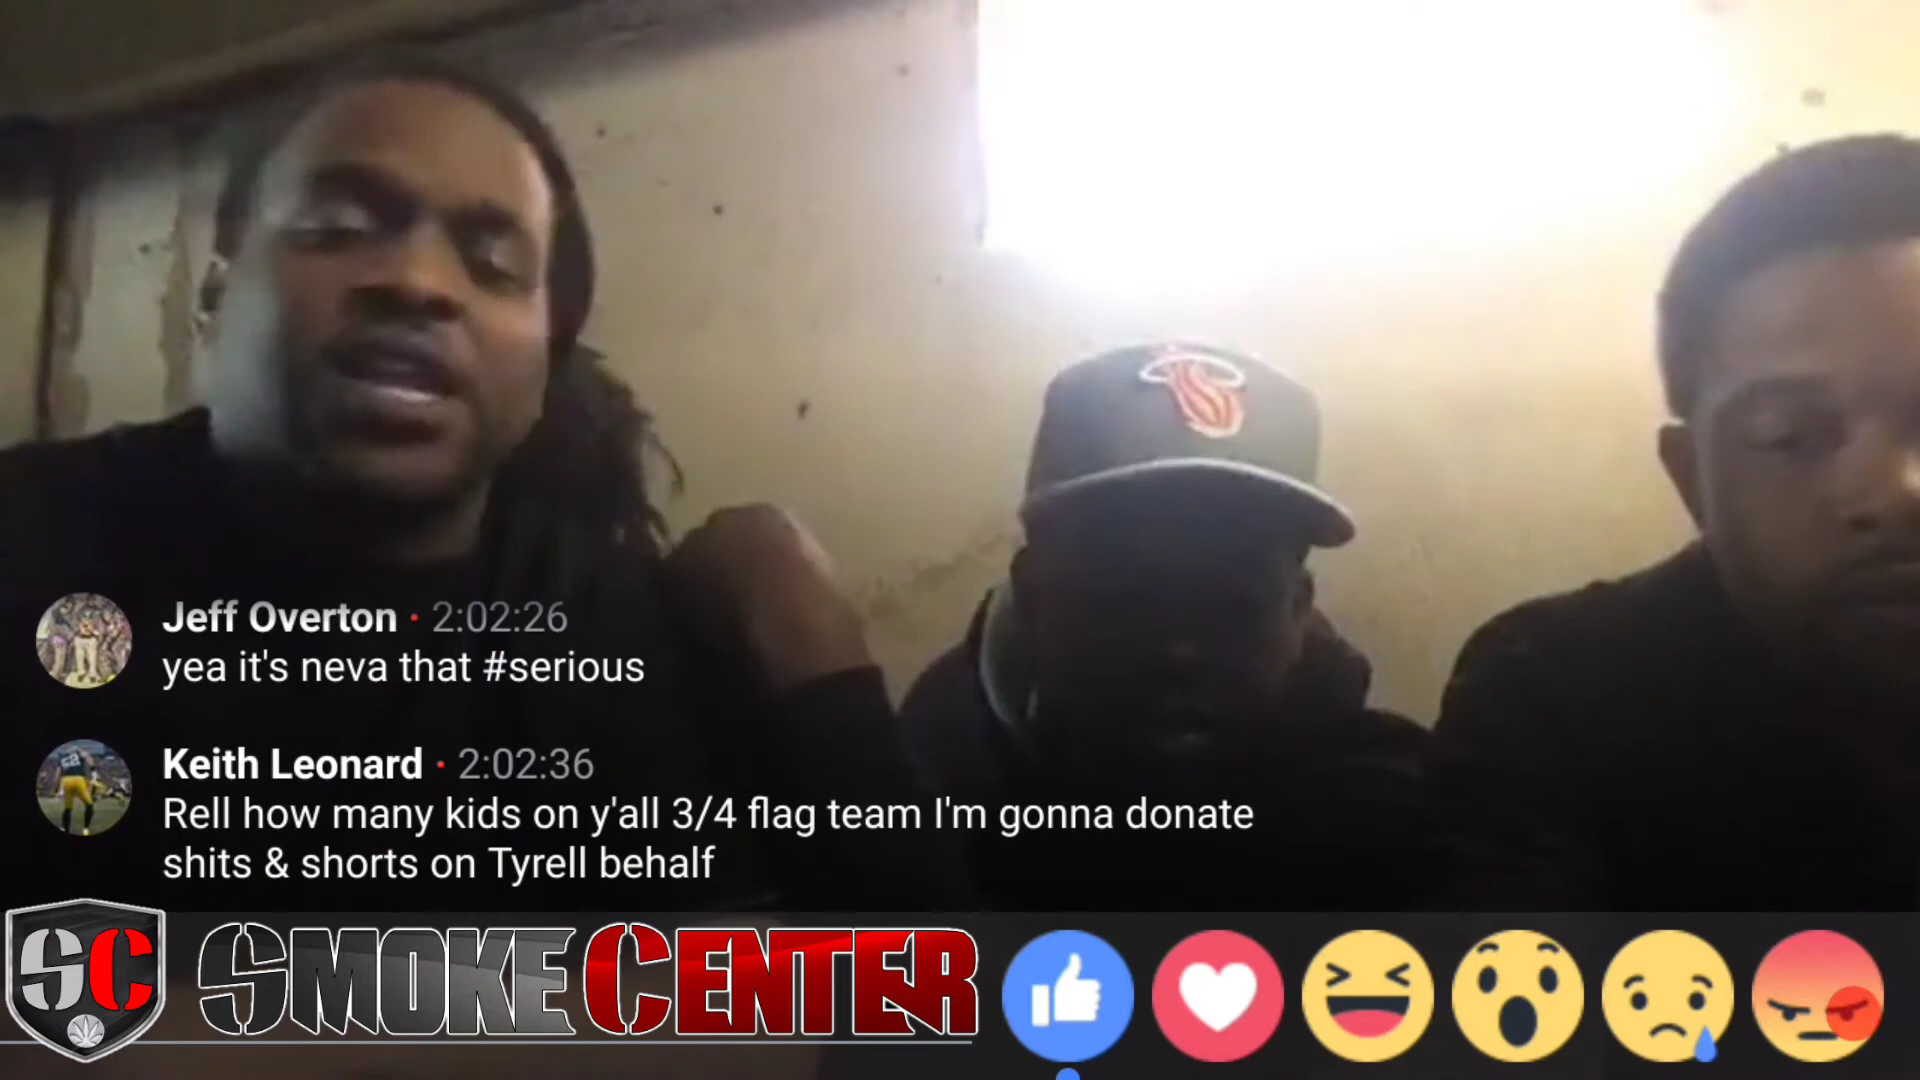 Jeff Overton · 2:02:26
yea it's neva that #serious
Keith Leonard · 2:02:36
Rell how many kids on y'all 3/4 flag team I'm gonna donate
shits & shorts on Tyrell behalf
SC SMOKE CENTER